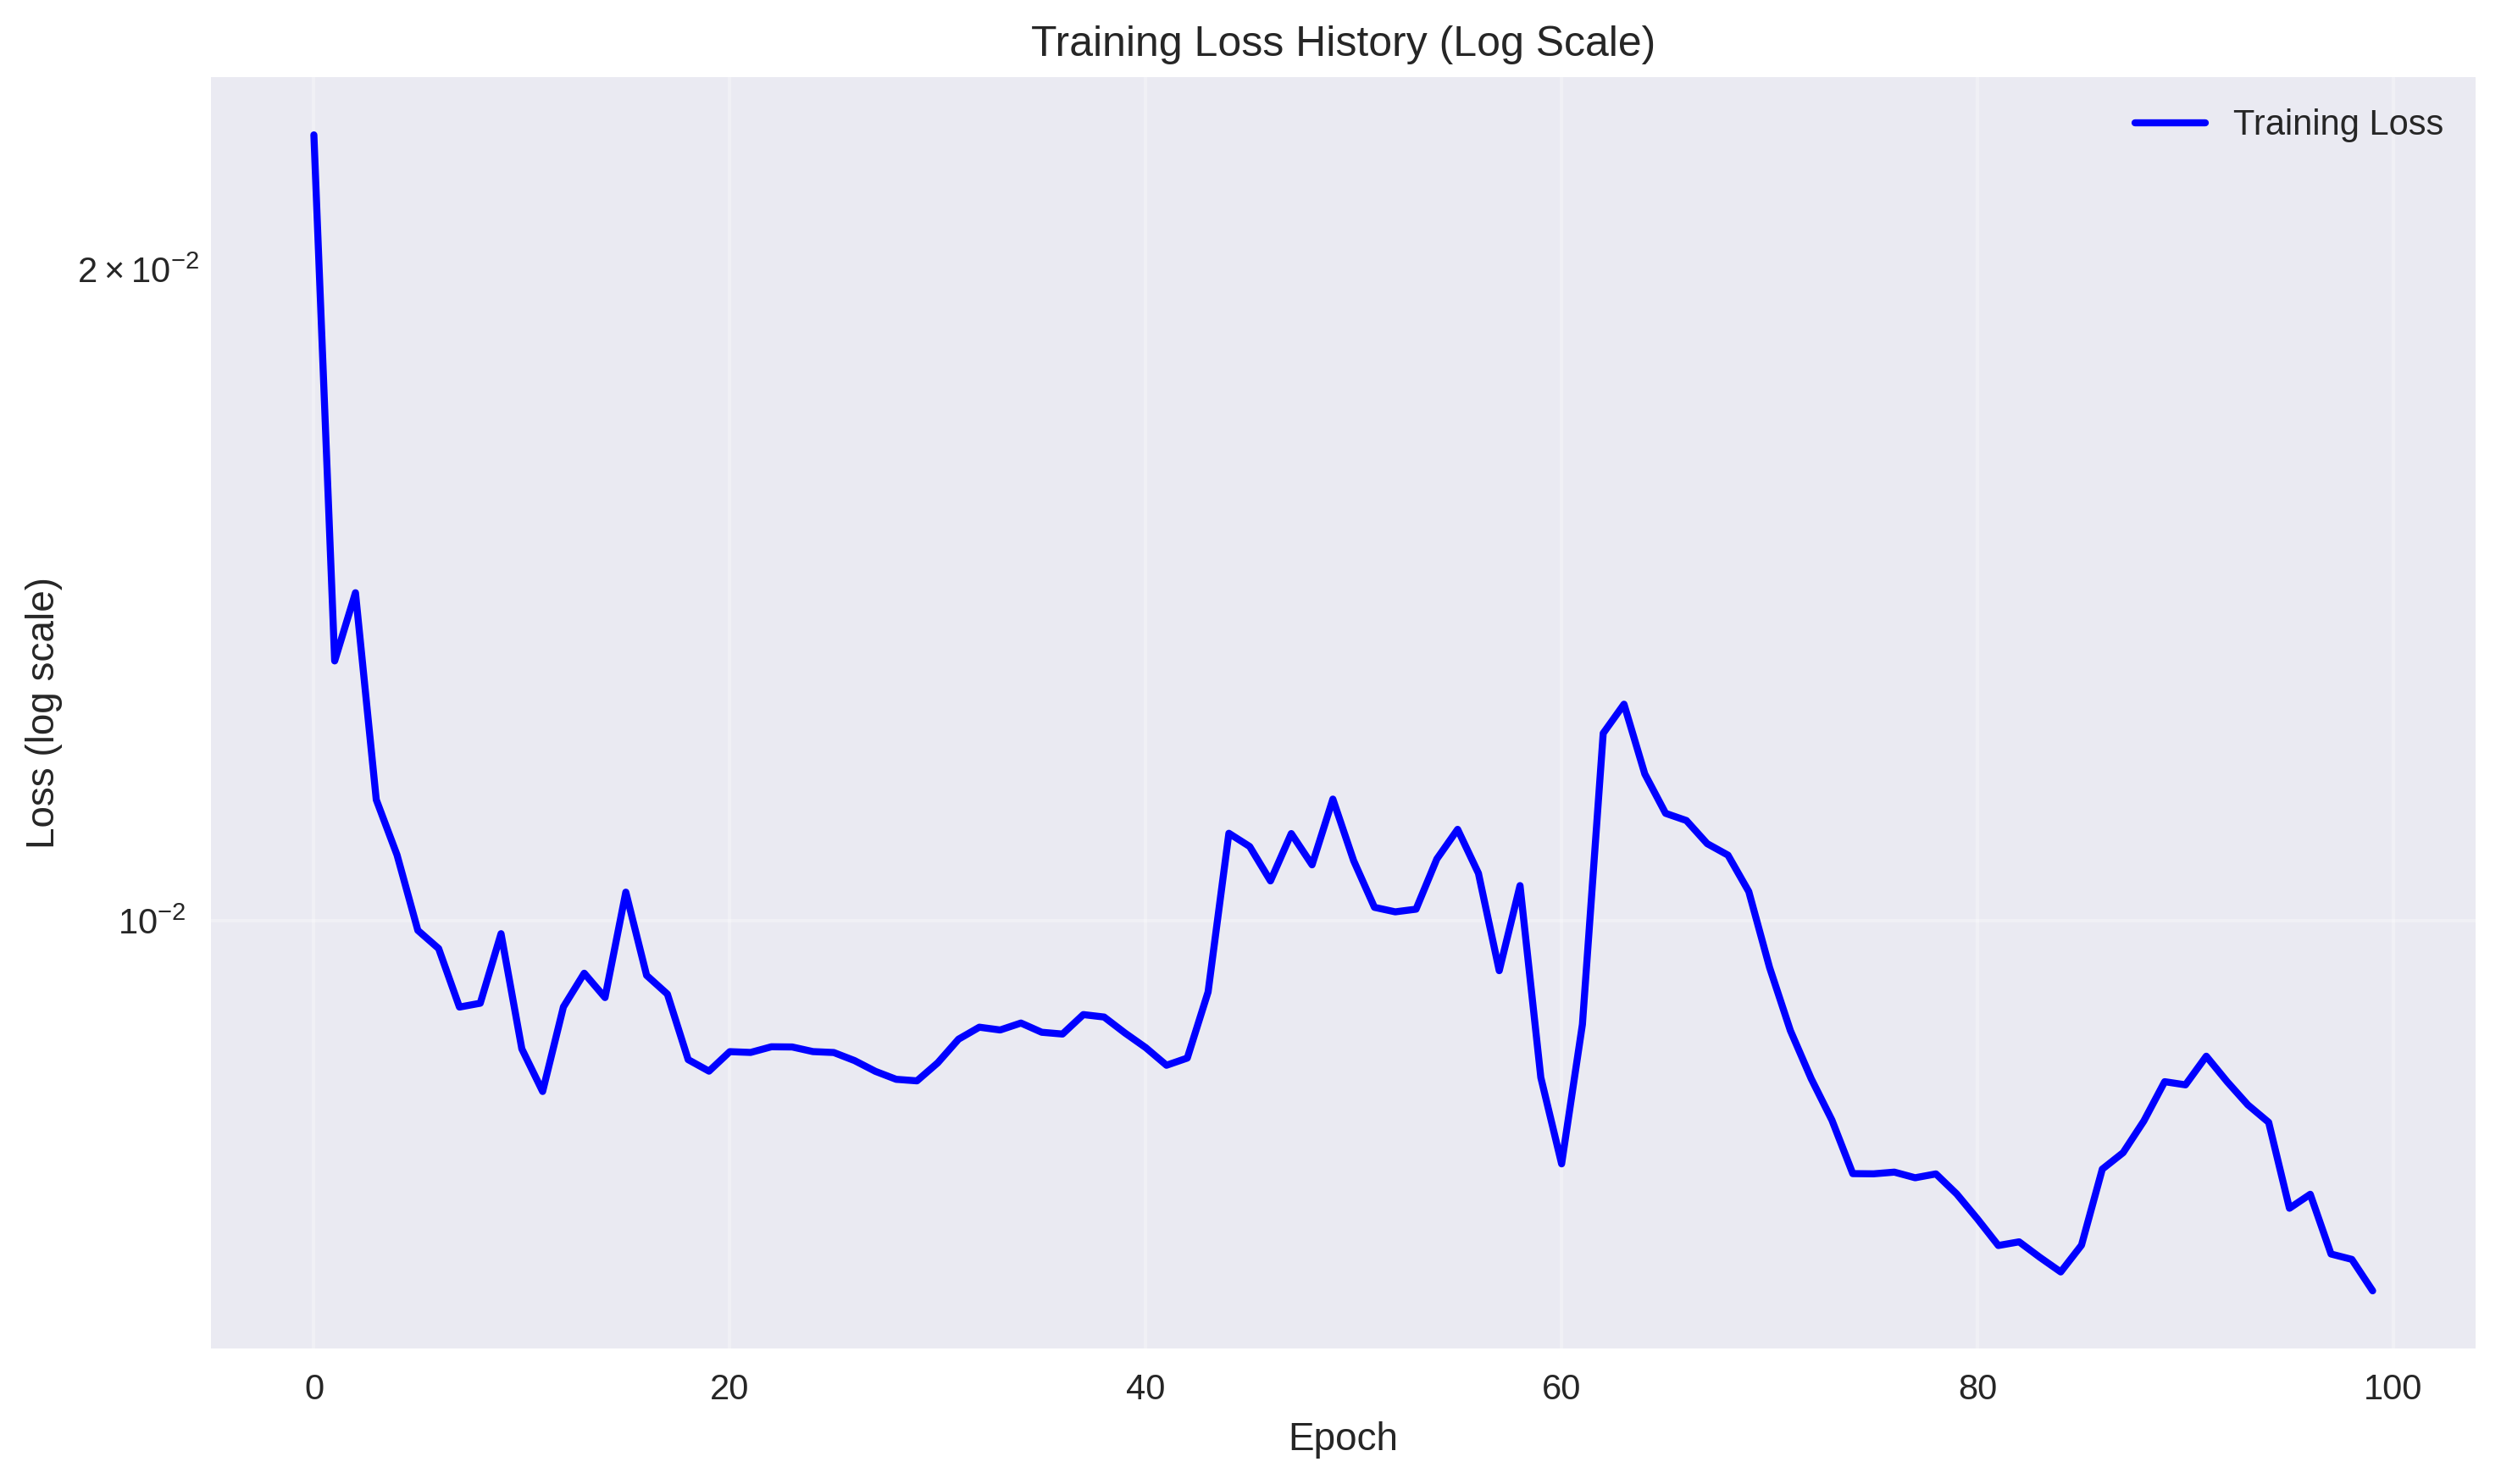 Training Loss History (Log Scale)
Training Loss
2 × 10⁻²
10⁻²
Loss (log scale)
0 20 40 60 80 100
Epoch